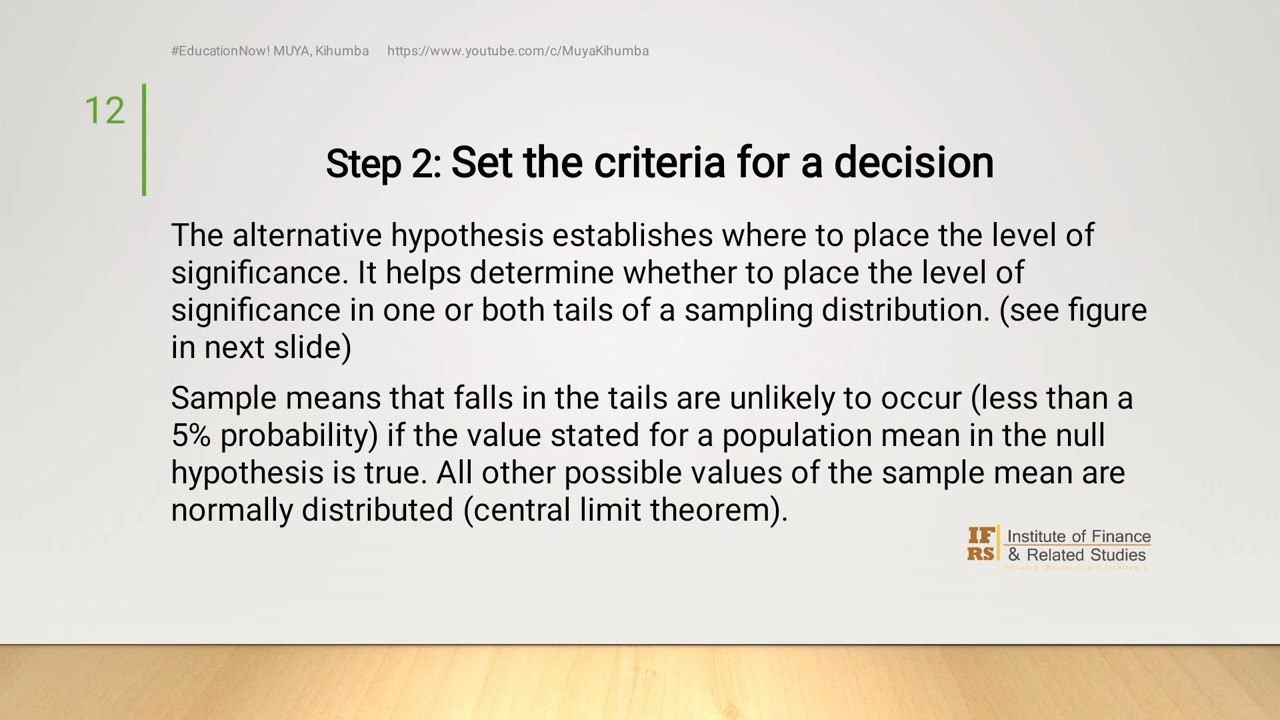 #EducationNow! MUYA, Kihumba https://www.youtube.com/c/MuyaKihumba
12
Step 2: Set the criteria for a decision
The alternative hypothesis establishes where to place the level of
significance. It helps determine whether to place the level of
significance in one or both tails of a sampling distribution. (see figure
in next slide)
Sample means that falls in the tails are unlikely to occur (less than a
5% probability) if the value stated for a population mean in the null
hypothesis is true. All other possible values of the sample mean are
normally distributed (central limit theorem).
IF
RS
Institute of Finance
& Related Studies
Training, Research & Consultancy